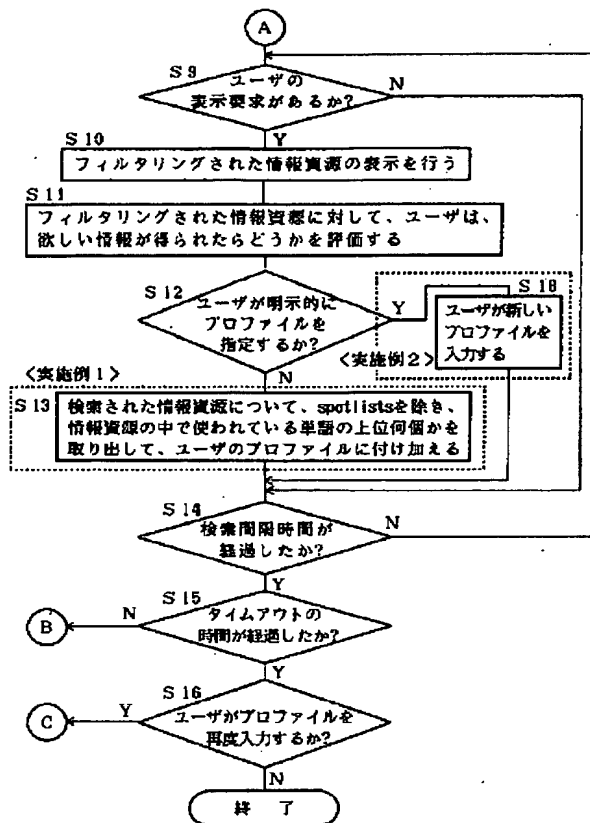 A
S 9
ユーザの
表示要求があるか?
N
Y
S 10
フィルタリングされた情報資源の表示を行う
S 11
フィルタリングされた情報資源に対して、ユーザは、
欲しい情報が得られたらどうかを評価する
S 12
ユーザが明示的に
プロファイルを
指定するか?
Y
N
S 18
ユーザが新しい
プロファイルを
入力する
<実施例2>
<実施例1>
S 13
検索された情報資源について、spotlistsを除き、
情報資源の中で使われている単語の上位何個かを
取り出して、ユーザのプロファイルに付け加える
S 14
検索間隔時間が
経過したか?
N
Y
S 15
タイムアウトの
時間が経過したか?
N
B
Y
S 16
ユーザがプロファイルを
再度入力するか?
Y
C
N
終 了